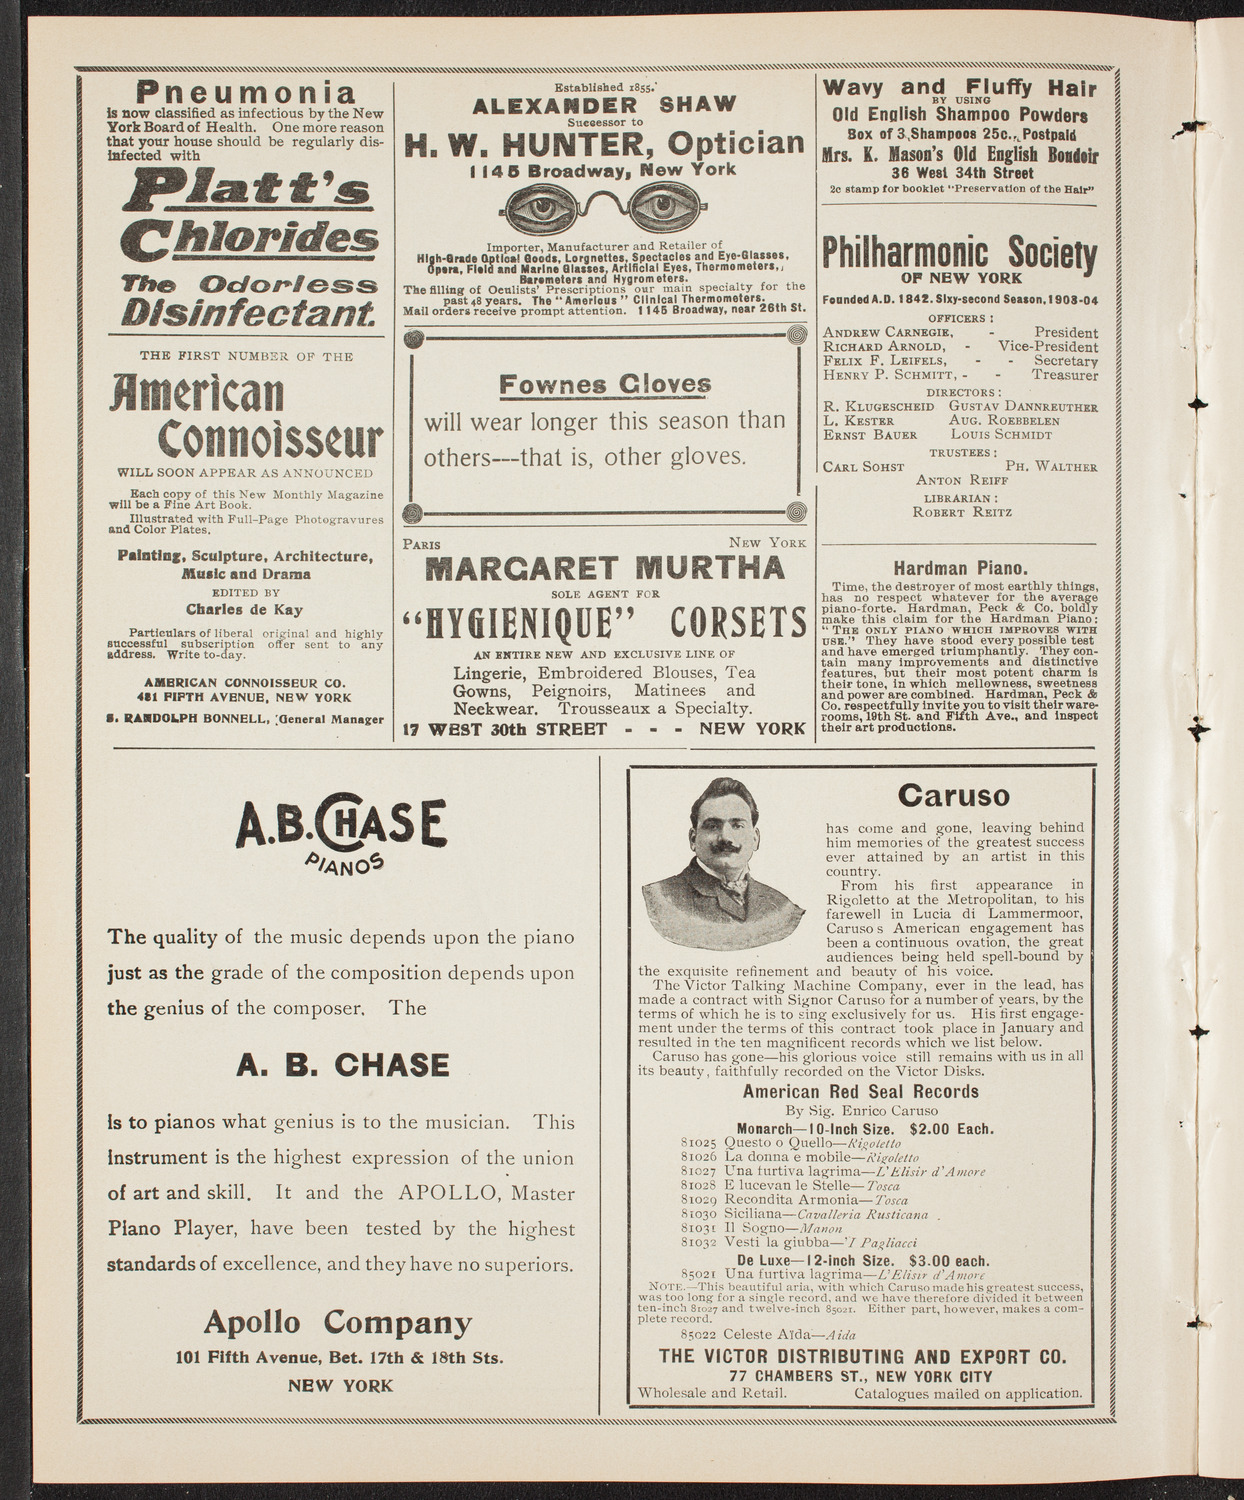 Pneumonia
is now classified as infectious by the New
York Board of Health. One more reason
that your house should be regularly dis-
infected with
Platt's
Chlorides
The Odorless
Disinfectant.
THE FIRST NUMBER OF THE
American
Connoisseur
WILL SOON APPEAR AS ANNOUNCED
Each copy of this New Monthly Magazine
will be a Fine Art Book.
Illustrated with Full-Page Photogravures
and Color Plates.
Painting, Sculpture, Architecture,
Music and Drama
EDITED BY
Charles de Kay
Particulars of liberal original and highly
successful subscription offer sent to any
address. Write to-day.
AMERICAN CONNOISSEUR CO.
481 FIFTH AVENUE, NEW YORK
S. RANDOLPH BONNELL, General Manager
Established 1855.
ALEXANDER SHAW
Successor to
H. W. HUNTER, Optician
1145 Broadway, New York
Importer, Manufacturer and Retailer of
High-Grade Optical Goods, Lorgnettes, Spectacles and Eye-Glasses,
Opera, Field and Marine Glasses, Artificial Eyes, Thermometers,
Barometers and Hygrometers.
The filling of Oculists' Prescriptions our main specialty for the
past 48 years. The "Americus" Clinical Thermometers.
Mail orders receive prompt attention. 1145 Broadway, near 26th St.
Fownes Gloves
will wear longer this season than
others---that is, other gloves.
PARIS NEW YORK
MARGARET MURTHA
SOLE AGENT FOR
"HYGIENIQUE" CORSETS
AN ENTIRE NEW AND EXCLUSIVE LINE OF
Lingerie, Embroidered Blouses, Tea
Gowns, Peignoirs, Matinees and
Neckwear. Trousseaux a Specialty.
17 WEST 30th STREET - - - NEW YORK
Wavy and Fluffy Hair
BY USING
Old English Shampoo Powders
Box of 3 Shampoos 25c., Postpaid
Mrs. K. Mason's Old English Boudoir
36 West 34th Street
2c stamp for booklet "Preservation of the Hair"
Philharmonic Society
OF NEW YORK
Founded A.D. 1842. Sixy-second Season, 1903-04
OFFICERS:
ANDREW CARNEGIE, - President
RICHARD ARNOLD, - Vice-President
FELIX F. LEIFELS, - - Secretary
HENRY P. SCHMITT, - - Treasurer
DIRECTORS:
R. KLUGESCHEID GUSTAV DANNREUTHER
L. KESTER AUG. ROEBBELEN
ERNST BAUER LOUIS SCHMIDT
TRUSTEES:
CARL SOHST PH. WALTHER
ANTON REIFF
LIBRARIAN:
ROBERT REITZ
Hardman Piano.
Time, the destroyer of most earthly things,
has no respect whatever for the average
piano-forte. Hardman, Peck & Co. boldly
make this claim for the Hardman Piano:
"THE ONLY PIANO WHICH IMPROVES WITH
USE." They have stood every possible test
and have emerged triumphantly. They con-
tain many improvements and distinctive
features, but their most potent charm is
their tone, in which mellowness, sweetness
and power are combined. Hardman, Peck &
Co. respectfully invite you to visit their ware-
rooms, 19th St. and Fifth Ave., and inspect
their art productions.
A.B. CHASE
PIANOS
The quality of the music depends upon the piano
just as the grade of the composition depends upon
the genius of the composer. The
A. B. CHASE
is to pianos what genius is to the musician. This
instrument is the highest expression of the union
of art and skill. It and the APOLLO, Master
Piano Player, have been tested by the highest
standards of excellence, and they have no superiors.
Apollo Company
101 Fifth Avenue, Bet. 17th & 18th Sts.
NEW YORK
Caruso
has come and gone, leaving behind
him memories of the greatest success
ever attained by an artist in this
country.
From his first appearance in
Rigoletto at the Metropolitan, to his
farewell in Lucia di Lammermoor,
Caruso s American engagement has
been a continuous ovation, the great
audiences being held spell-bound by
the exquisite refinement and beauty of his voice.
The Victor Talking Machine Company, ever in the lead, has
made a contract with Signor Caruso for a number of years, by the
terms of which he is to sing exclusively for us. His first engage-
ment under the terms of this contract took place in January and
resulted in the ten magnificent records which we list below.
Caruso has gone—his glorious voice still remains with us in all
its beauty, faithfully recorded on the Victor Disks.
American Red Seal Records
By Sig. Enrico Caruso
Monarch—10-Inch Size. $2.00 Each.
81025 Questo o Quello—Rigoletto
81026 La donna e mobile—Rigoletto
81027 Una furtiva lagrima—L'Elisir d'Amore
81028 E lucevan le Stelle—Tosca
81029 Recondita Armonia—Tosca
81030 Siciliana—Cavalleria Rusticana .
81031 Il Sogno—Manon
81032 Vesti la giubba—'I Pagliacci
De Luxe—12-inch Size. $3.00 each.
85021 Una furtiva lagrima—L'Elisir d'Amore
NOTE.—This beautiful aria, with which Caruso made his greatest success,
was too long for a single record, and we have therefore divided it between
ten-inch 81027 and twelve-inch 85021. Either part, however, makes a com-
plete record.
85022 Celeste Aïda—Aida
THE VICTOR DISTRIBUTING AND EXPORT CO.
77 CHAMBERS ST., NEW YORK CITY
Wholesale and Retail. Catalogues mailed on application.